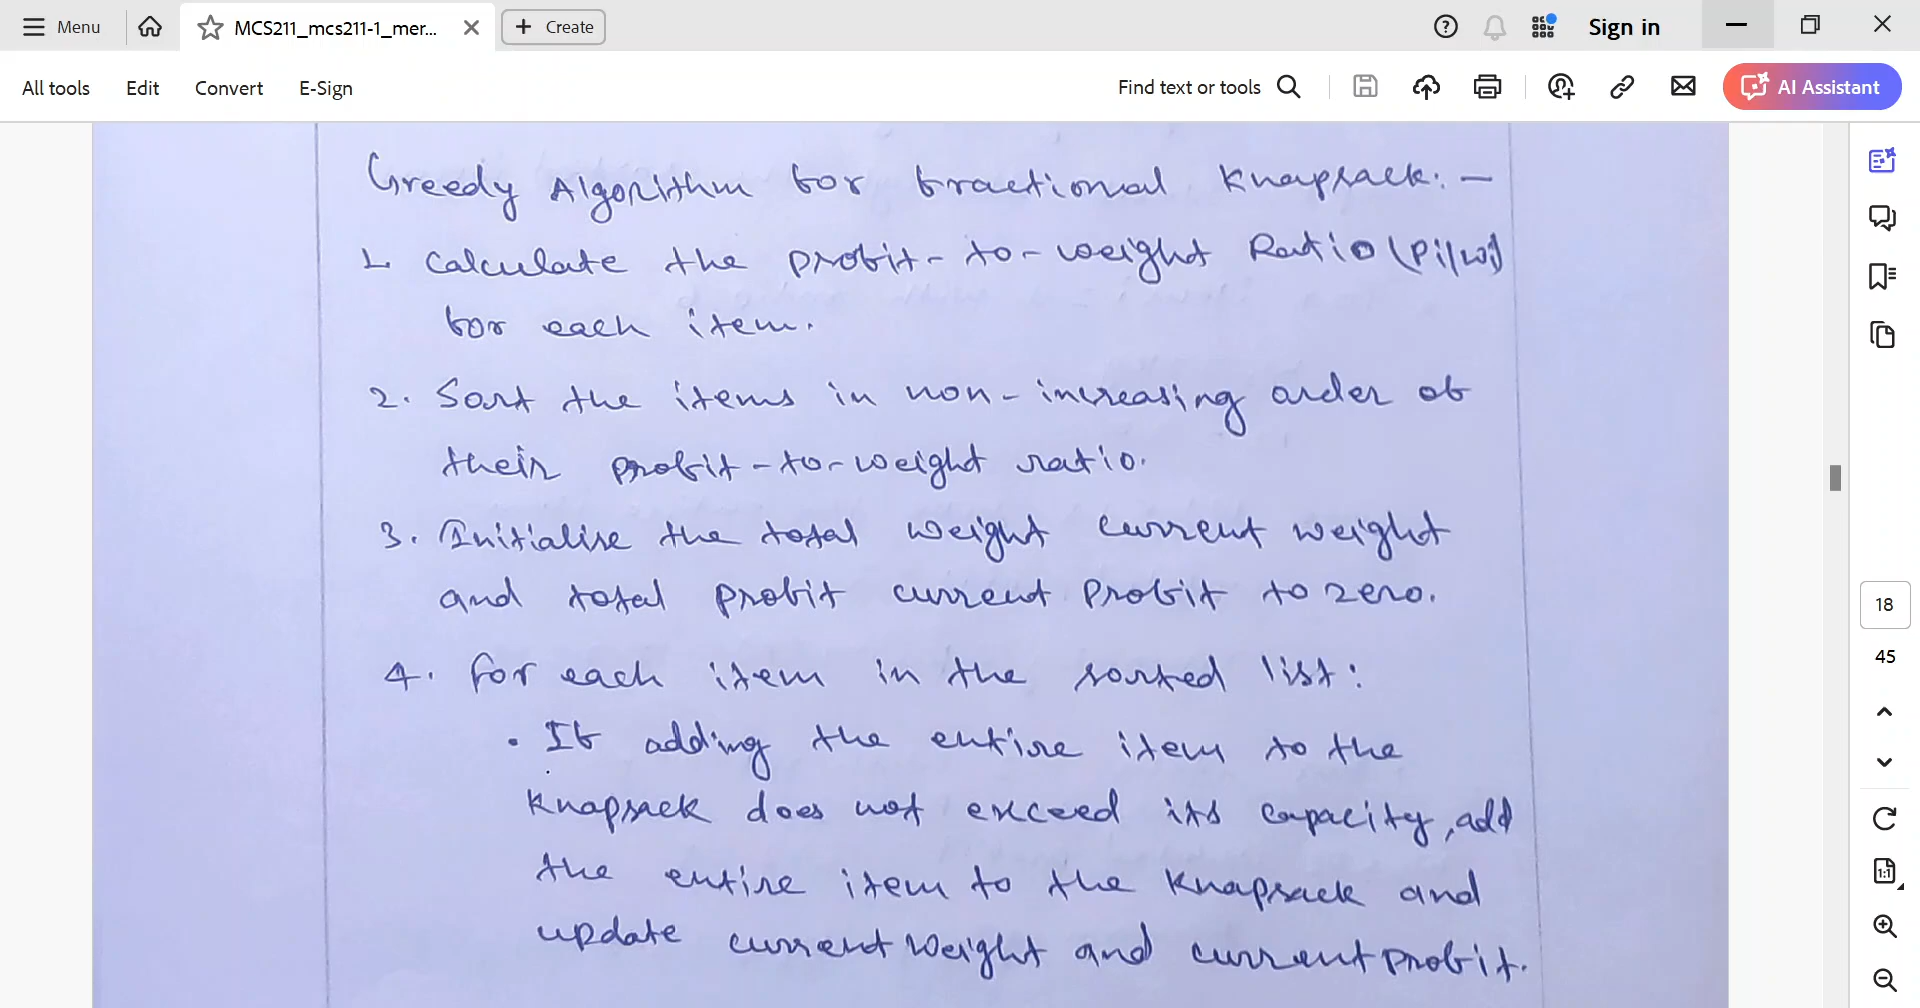 Menu
MCS211_mcs211-1_mer...
Create
Sign in
All tools
Edit
Convert
E-Sign
Find text or tools
AI Assistant
Greedy Algorithm for fractional Knapsack: -
1. Calculate the profit-to-weight Ratio (Pi/wi)
for each item.
2. Sort the items in non-increasing order of
their profit-to-weight ratio.
3. Initialise the total weight current weight
and total profit current Profit to zero.
4. For each item in the sorted list:
• If adding the entire item to the
Knapsack does not exceed its capacity, add
the entire item to the Knapsack and
update current weight and current profit.
18
45
1:1